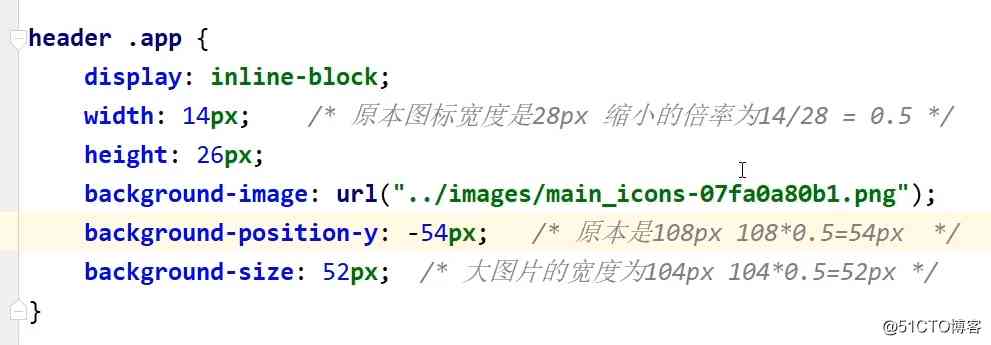 header .app {
display: inline-block;
width: 14px; /* 原本图标宽度是28px 缩小的倍率为14/28 = 0.5 */
height: 26px;
background-image: url("../images/main_icons-07fa0a80b1.png");
background-position-y: -54px; /* 原本是108px 108*0.5=54px */
background-size: 52px; /* 大图片的宽度为104px 104*0.5=52px */
}
@51CTO博客